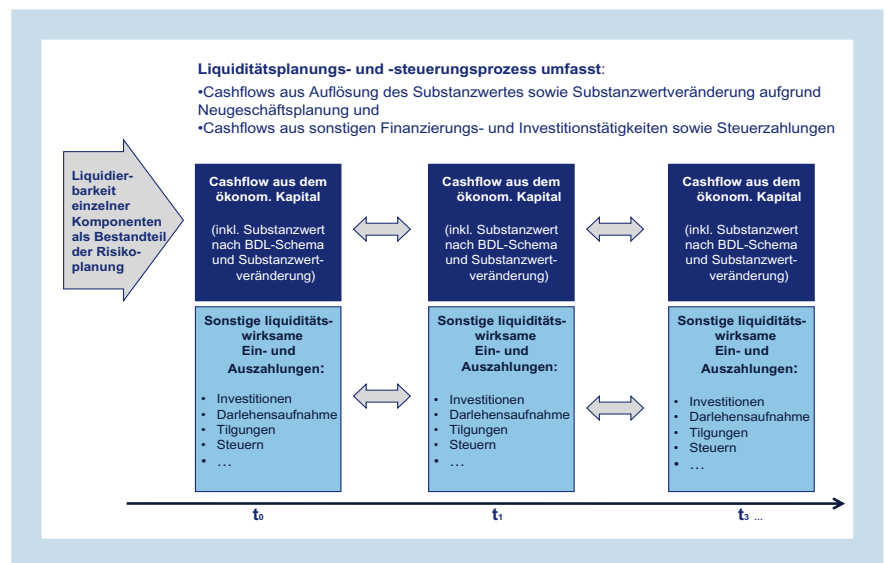 Liquiditätsplanungs- und -steuerungsprozess umfasst:
•Cashflows aus Auflösung des Substanzwertes sowie Substanzwertveränderung aufgrund
Neugeschäftsplanung und
•Cashflows aus sonstigen Finanzierungs- und Investitionstätigkeiten sowie Steuerzahlungen
Liquidier-
barkeit
einzelner
Komponenten
als Bestandteil
der Risiko-
planung
Cashflow aus dem
ökonom. Kapital
(inkl. Substanzwert
nach BDL-Schema
und Substanzwert-
veränderung)
Cashflow aus dem
ökonom. Kapital
(inkl. Substanzwert
nach BDL-Schema
und Substanzwert-
veränderung)
Cashflow aus dem
ökonom. Kapital
(inkl. Substanzwert
nach BDL-Schema
und Substanzwert-
veränderung)
Sonstige liquiditäts-
wirksame
Ein- und
Auszahlungen:
• Investitionen
• Darlehensaufnahme
• Tilgungen
• Steuern
• …
Sonstige liquiditäts-
wirksame
Ein- und
Auszahlungen:
• Investitionen
• Darlehensaufnahme
• Tilgungen
• Steuern
• …
Sonstige liquiditäts-
wirksame
Ein- und
Auszahlungen:
• Investitionen
• Darlehensaufnahme
• Tilgungen
• Steuern
• …
t0
t1
t3 ...